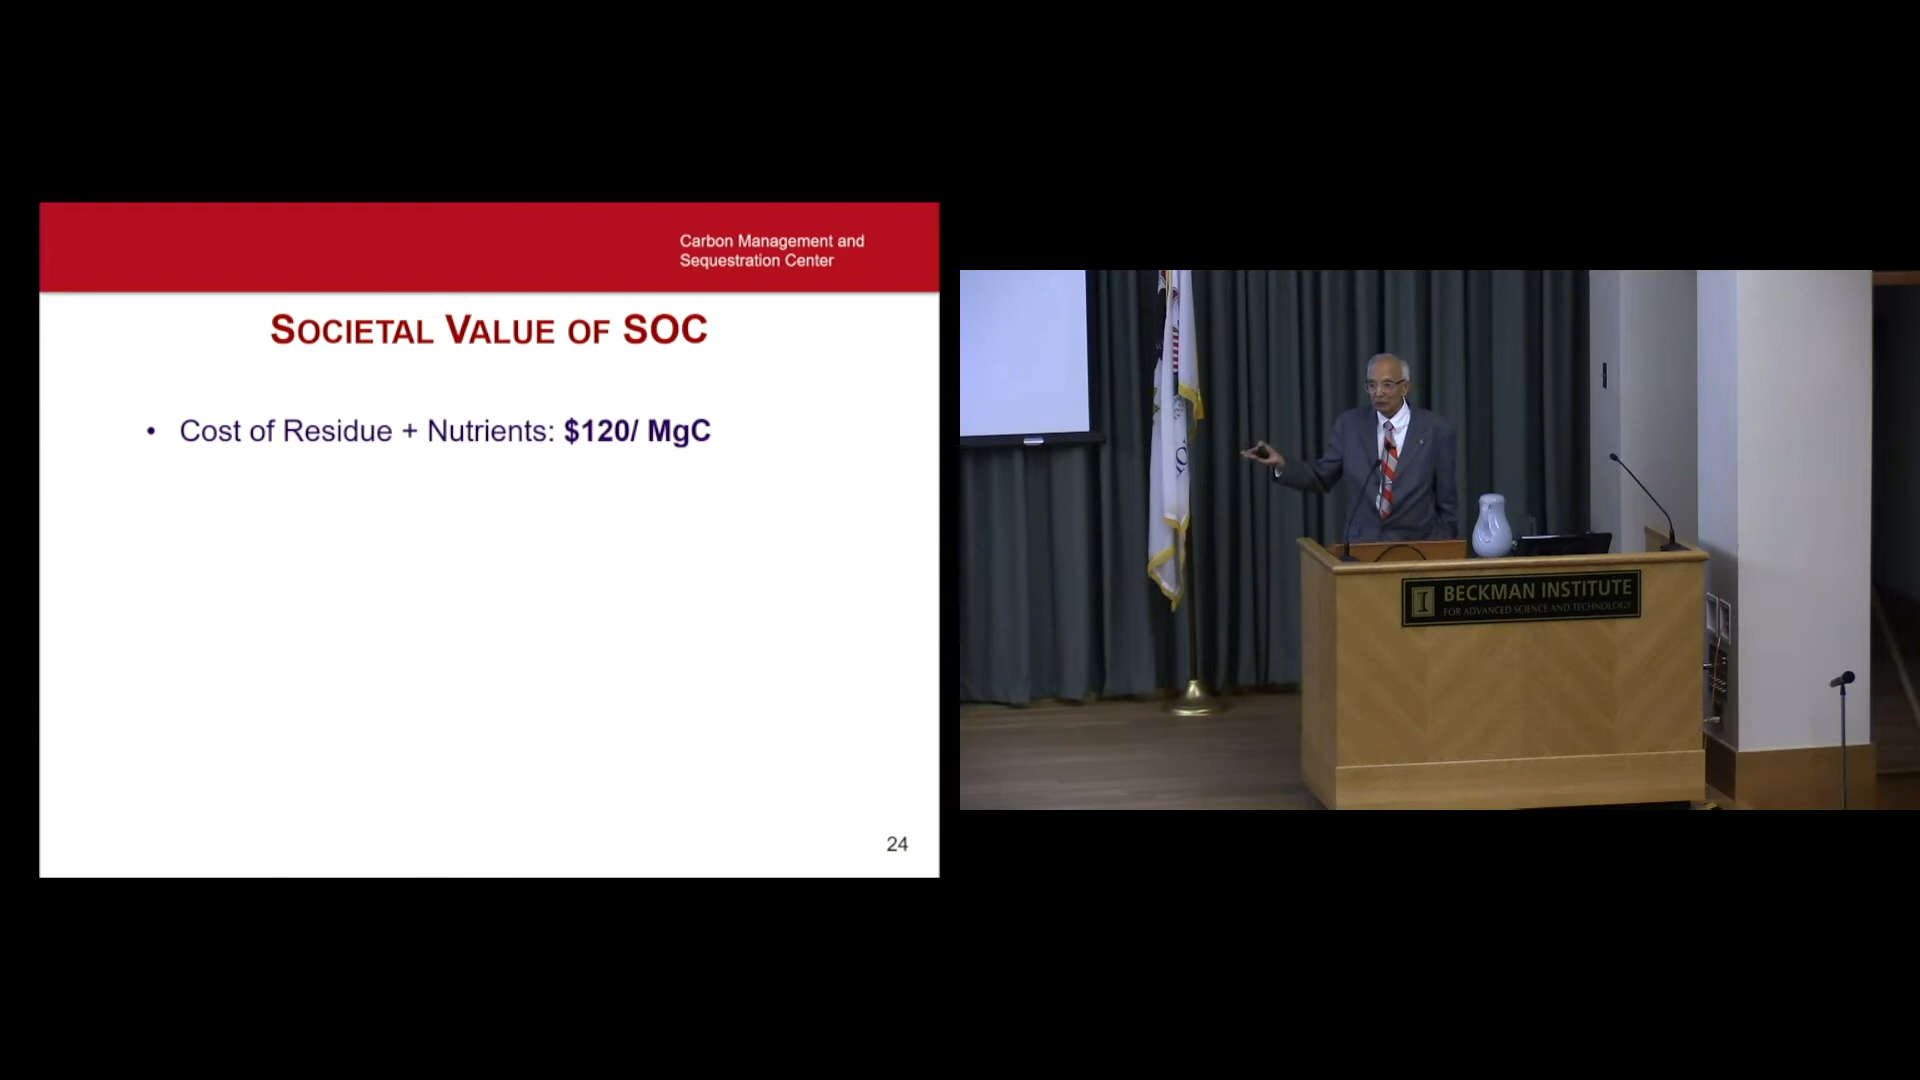 Carbon Management and
Sequestration Center
SOCIETAL VALUE OF SOC
• Cost of Residue + Nutrients: $120/ MgC
24
I BECKMAN INSTITUTE
FOR ADVANCED SCIENCE AND TECHNOLOGY